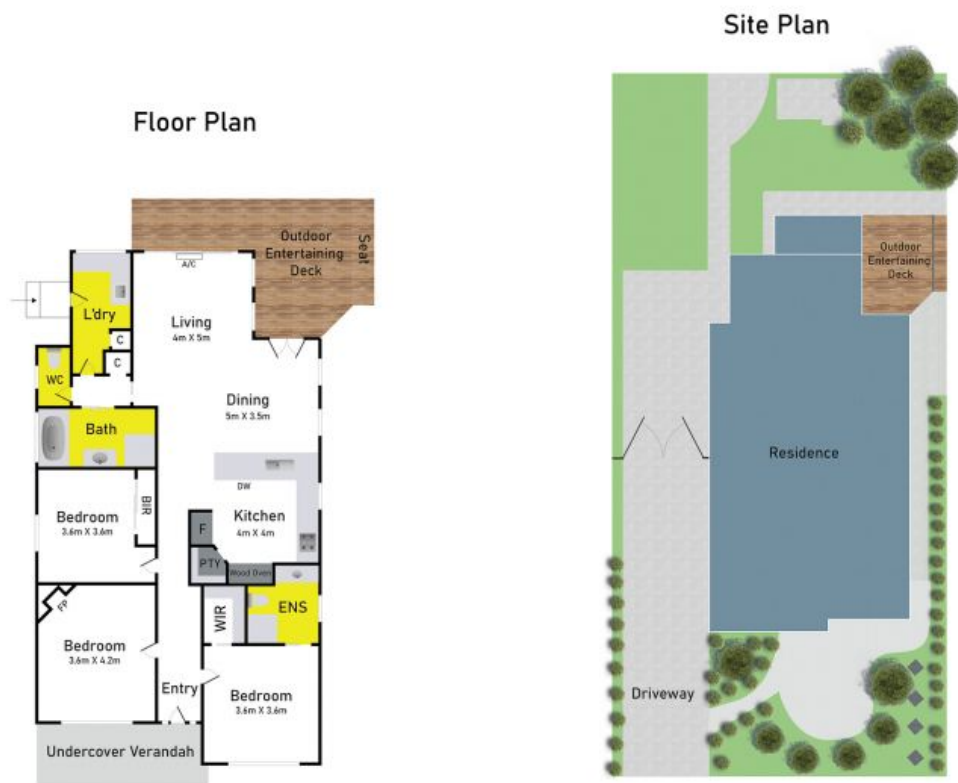 Site Plan
Floor Plan
Outdoor
Entertaining
Deck
Seat
A/C
L'dry
C
C
WC
Living
4m X 5m
Dining
5m X 3.5m
Bath
DW
Kitchen
4m X 4m
F
PTY
Wood Oven
BIR
Bedroom
3.6m X 3.6m
FP
Bedroom
3.6m X 4.2m
WIR
ENS
Entry
Bedroom
3.6m X 3.6m
Undercover Verandah
Outdoor
Entertaining
Deck
Residence
Driveway